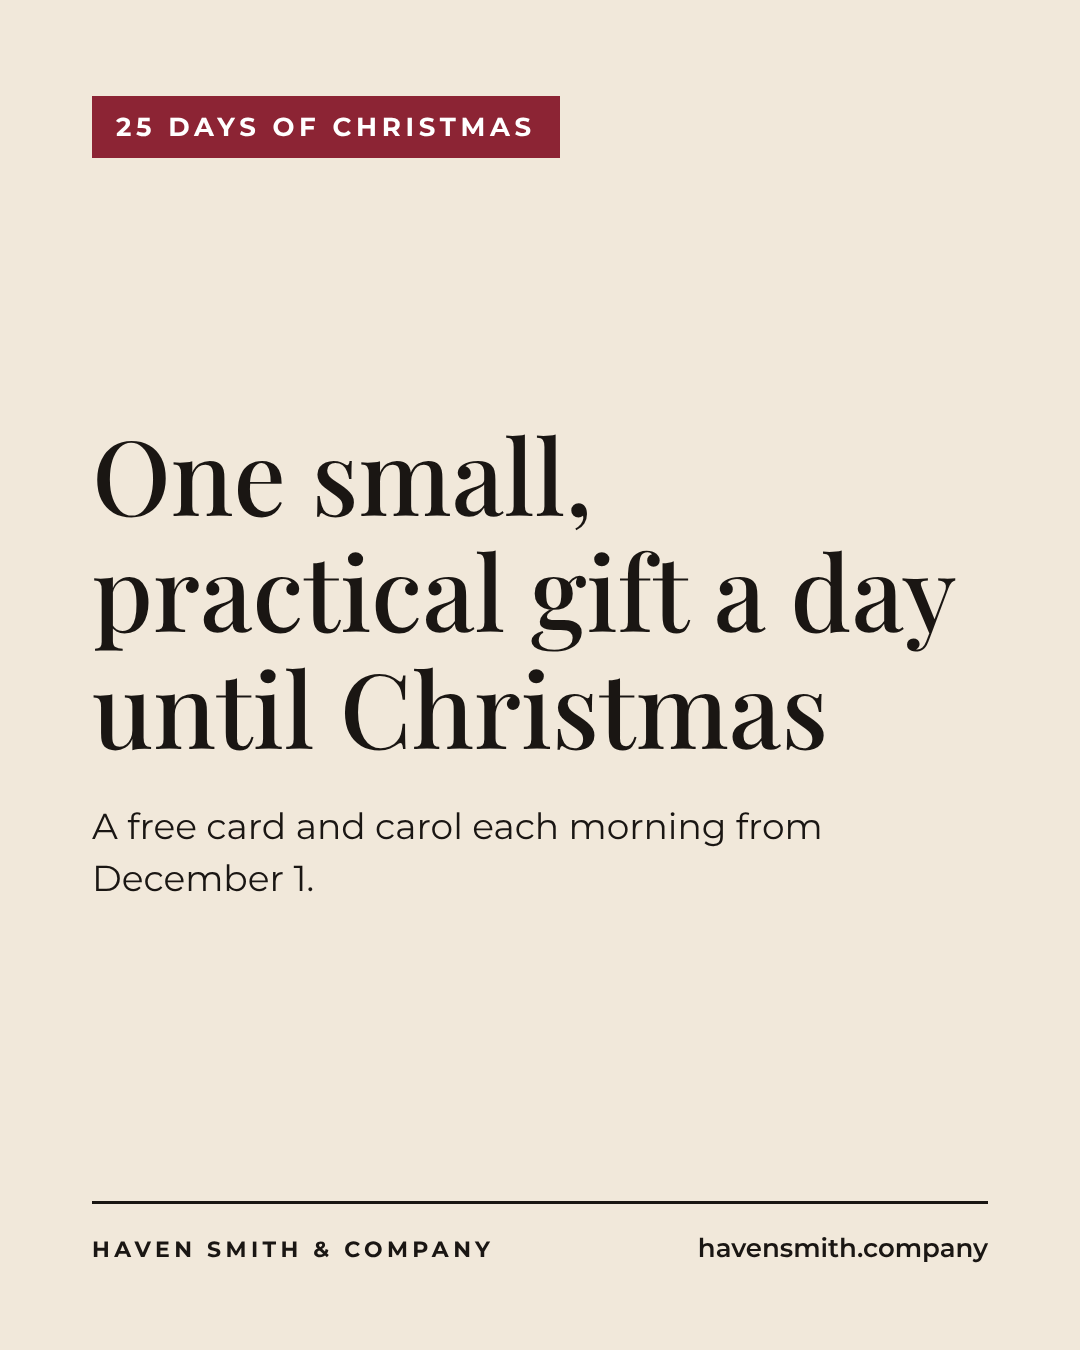 25 DAYS OF CHRISTMAS
One small,
practical gift a day
until Christmas
A free card and carol each morning from
December 1.
HAVEN SMITH & COMPANY
havensmith.company